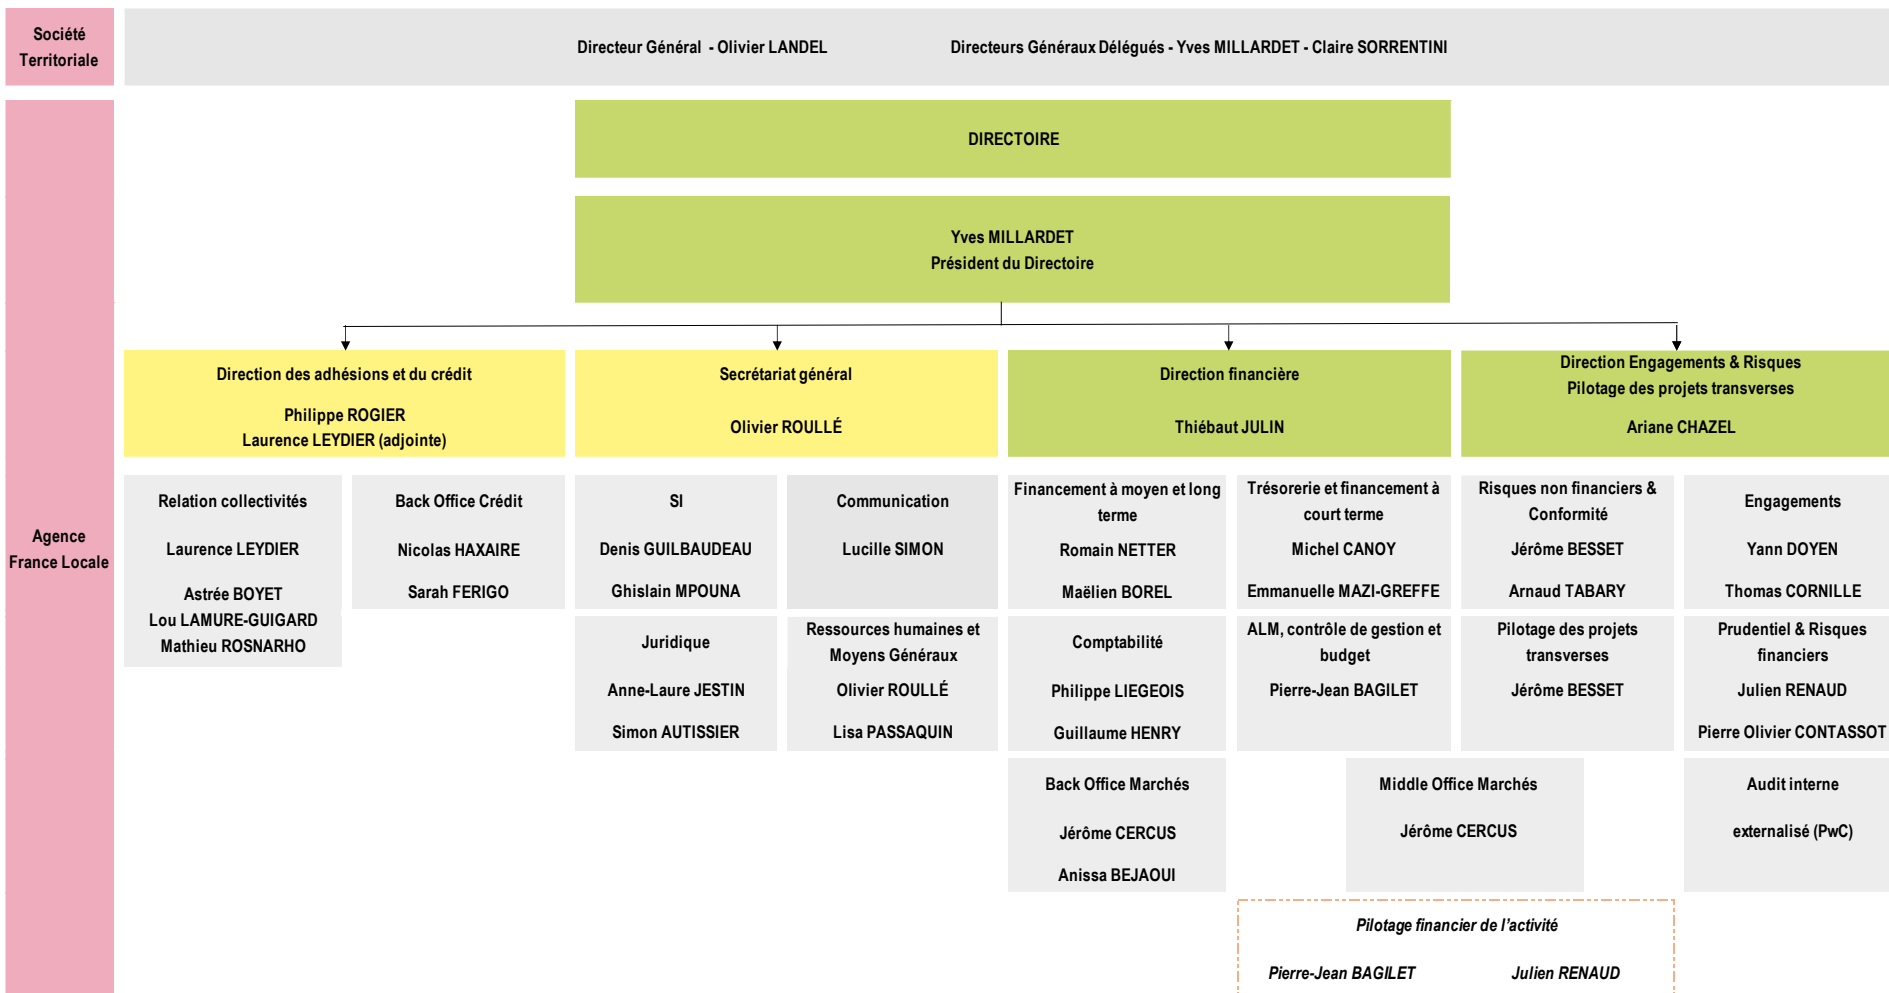 Société
Territoriale
Directeur Général - Olivier LANDEL
Directeurs Généraux Délégués - Yves MILLARDET - Claire SORRENTINI
Agence
France Locale
DIRECTOIRE
Yves MILLARDET
Président du Directoire
Direction des adhésions et du crédit
Philippe ROGIER
Laurence LEYDIER (adjointe)
Secrétariat général
Olivier ROULLÉ
Direction financière
Thiébaut JULIN
Direction Engagements & Risques
Pilotage des projets transverses
Ariane CHAZEL
Relation collectivités
Laurence LEYDIER
Astrée BOYET
Lou LAMURE-GUIGARD
Mathieu ROSNARHO
Back Office Crédit
Nicolas HAXAIRE
Sarah FERIGO
SI
Denis GUILBAUDEAU
Ghislain MPOUNA
Communication
Lucille SIMON
Juridique
Anne-Laure JESTIN
Simon AUTISSIER
Ressources humaines et
Moyens Généraux
Olivier ROULLÉ
Lisa PASSAQUIN
Financement à moyen et long
terme
Romain NETTER
Maëlien BOREL
Trésorerie et financement à
court terme
Michel CANOY
Emmanuelle MAZI-GREFFE
Comptabilité
Philippe LIEGEOIS
Guillaume HENRY
ALM, contrôle de gestion et
budget
Pierre-Jean BAGILET
Risques non financiers &
Conformité
Jérôme BESSET
Arnaud TABARY
Engagements
Yann DOYEN
Thomas CORNILLE
Pilotage des projets
transverses
Jérôme BESSET
Prudentiel & Risques
financiers
Julien RENAUD
Pierre Olivier CONTASSOT
Back Office Marchés
Jérôme CERCUS
Anissa BEJAOUI
Middle Office Marchés
Jérôme CERCUS
Audit interne
externalisé (PwC)
Pilotage financier de l'activité
Pierre-Jean BAGILET
Julien RENAUD